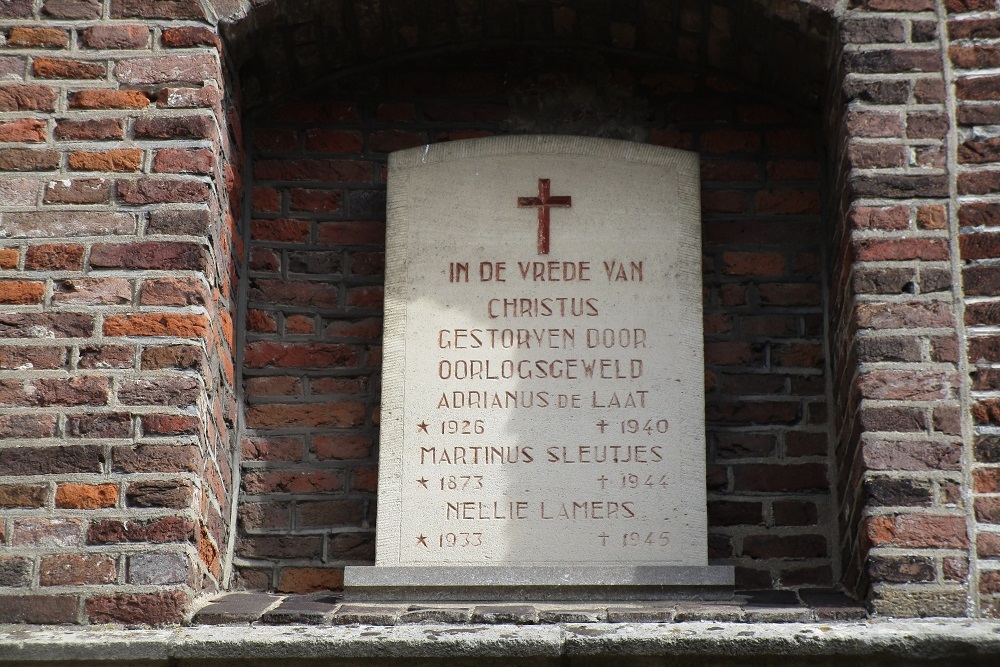 IN DE VREDE VAN
CHRISTUS
GESTORVEN DOOR
OORLOGSGEWELD
ADRIANUS DE LAAT
★ 1926 † 1940
MARTINUS SLEUTJES
★ 1873 † 1944
NELLIE LAMERS
★ 1933 † 1945